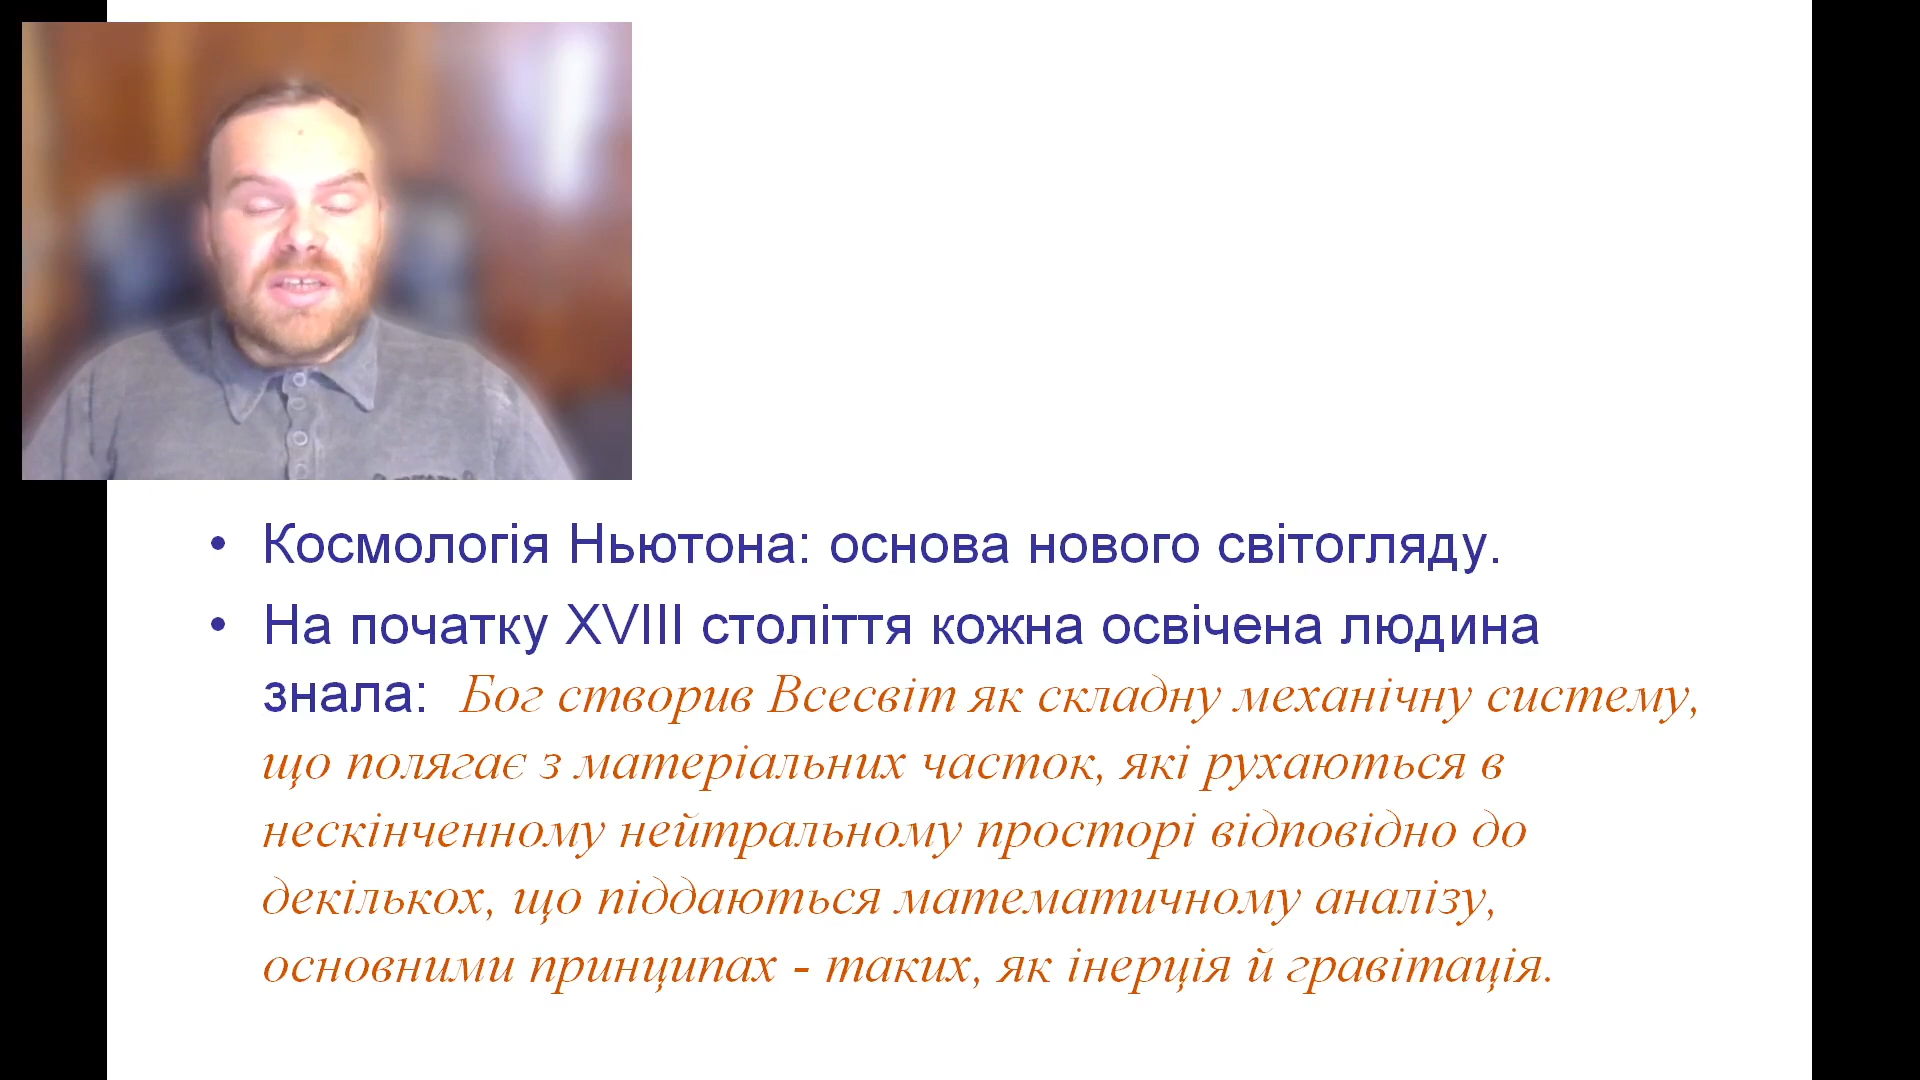 • Космологія Ньютона: основа нового світогляду.
• На початку XVIII століття кожна освічена людина
знала: Бог створив Всесвіт як складну механічну систему,
що полягає з матеріальних часток, які рухаються в
нескінченному нейтральному просторі відповідно до
декількох, що піддаються математичному аналізу,
основними принципах - таких, як інерція й гравітація.